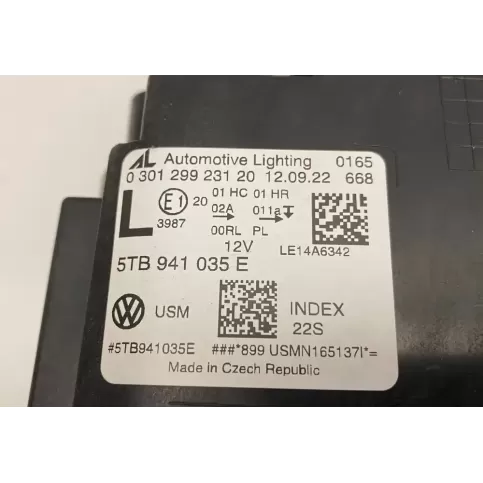 AL Automotive Lighting 0165
0 301 299 231 20 12.09.22 668
L E1 20 01 HC 01 HR
3987 02A 011a
00RL PL
12V LE14A6342
5TB 941 035 E
VW USM INDEX
22S
#5TB941035E ###*899 USMN165137I*=
Made in Czech Republic